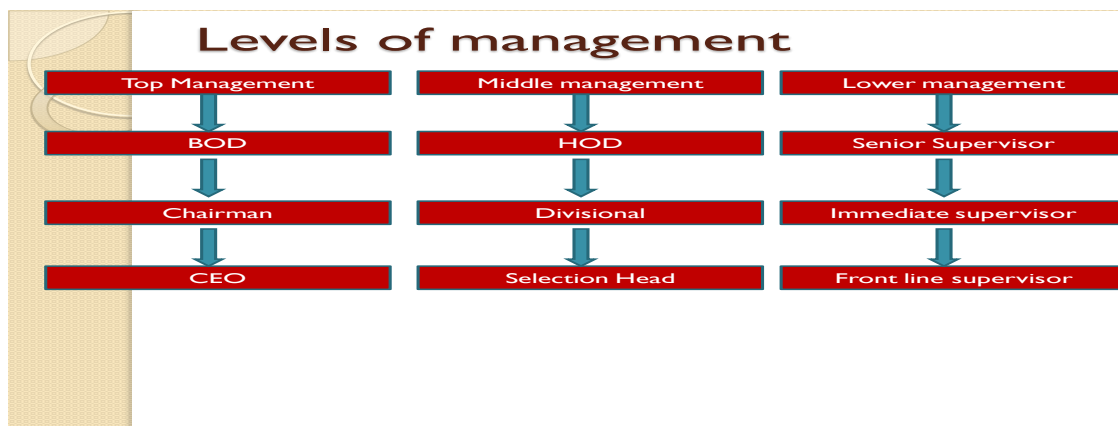 Levels of management
Top Management
Middle management
Lower management
BOD
HOD
Senior Supervisor
Chairman
Divisional
Immediate supervisor
CEO
Selection Head
Front line supervisor